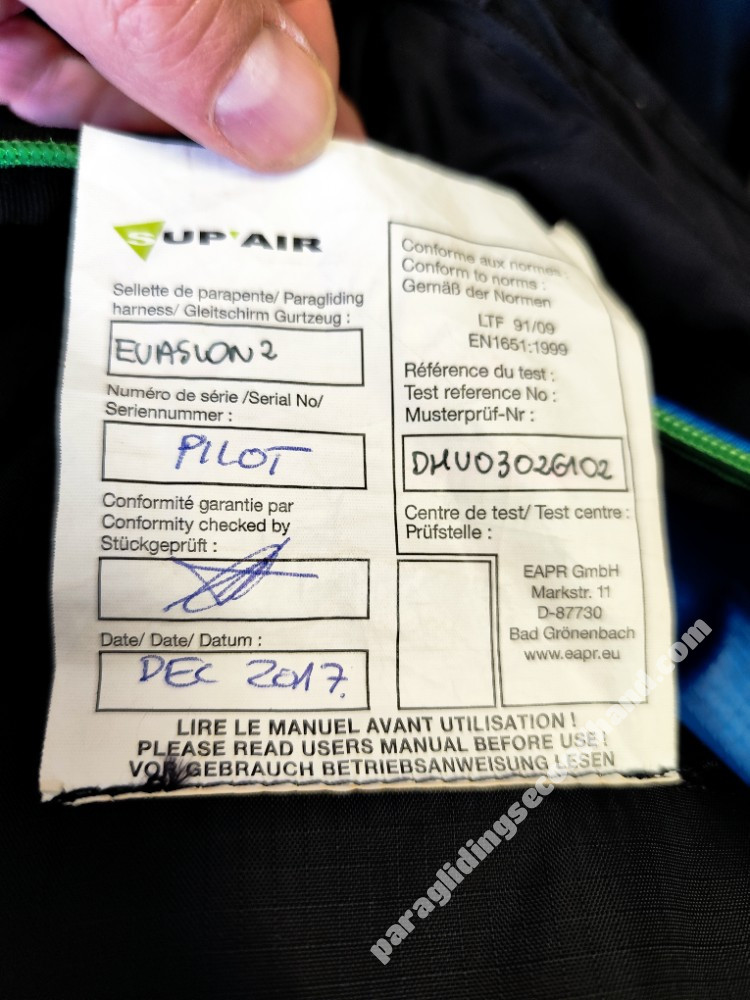 SUP'AIR
Sellette de parapente/ Paragliding
harness/ Gleitschirm Gurtzeug :
EVASION 2
Numéro de série /Serial No/
Seriennummer :
PILOT
Conformité garantie par
Conformity checked by
Stückgeprüft :
Date/ Date/ Datum :
DEC 2017.
Conforme aux normes :
Conform to norms :
Gemäß der Normen
LTF 91/09
EN1651:1999
Référence du test :
Test reference No :
Musterprüf-Nr :
DMV03026102
Centre de test/ Test centre :
Prüfstelle :
EAPR GmbH
Markstr. 11
D-87730
Bad Grönenbach
www.eapr.eu
LIRE LE MANUEL AVANT UTILISATION !
PLEASE READ USERS MANUAL BEFORE USE !
VOR GEBRAUCH BETRIEBSANWEISUNG LESEN
paraglidingsecondhand.com